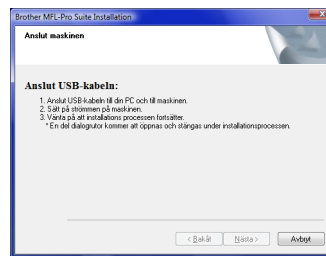 Brother MFL-Pro Suite Installation
Anslut maskinen
Anslut USB-kabeln:
1. Anslut USB-kabeln till din PC och till maskinen.
2. Sätt på strömmen på maskinen.
3. Vänta på att installations processen fortsätter.
* En del dialogrutor kommer att öppnas och stängas under installationsprocessen.
< Bakåt
Nästa >
Avbryt